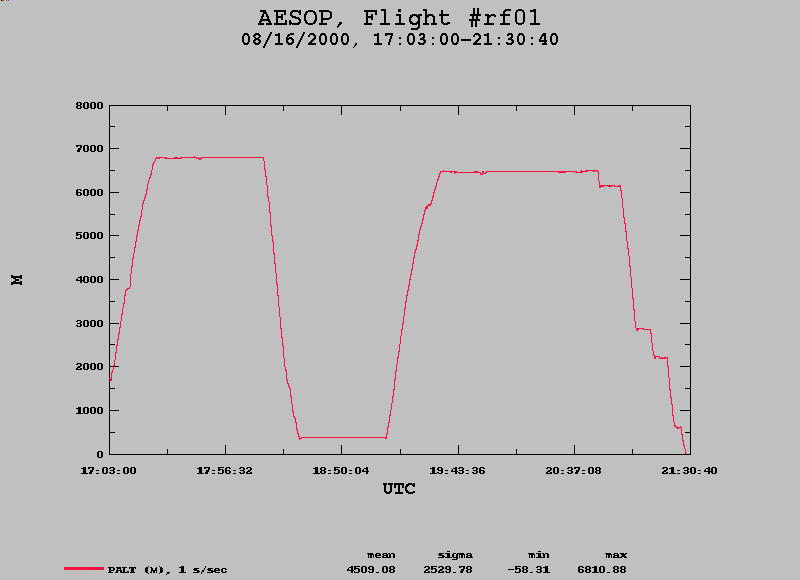 AESOP, Flight #rf01
08/16/2000, 17:03:00-21:30:40
8000
7000
6000
5000
4000
3000
2000
1000
0
M
17:03:00 17:56:32 18:50:04 19:43:36 20:37:08 21:30:40
UTC
mean sigma min max
PALT (M), 1 s/sec 4509.08 2529.78 -58.31 6810.88